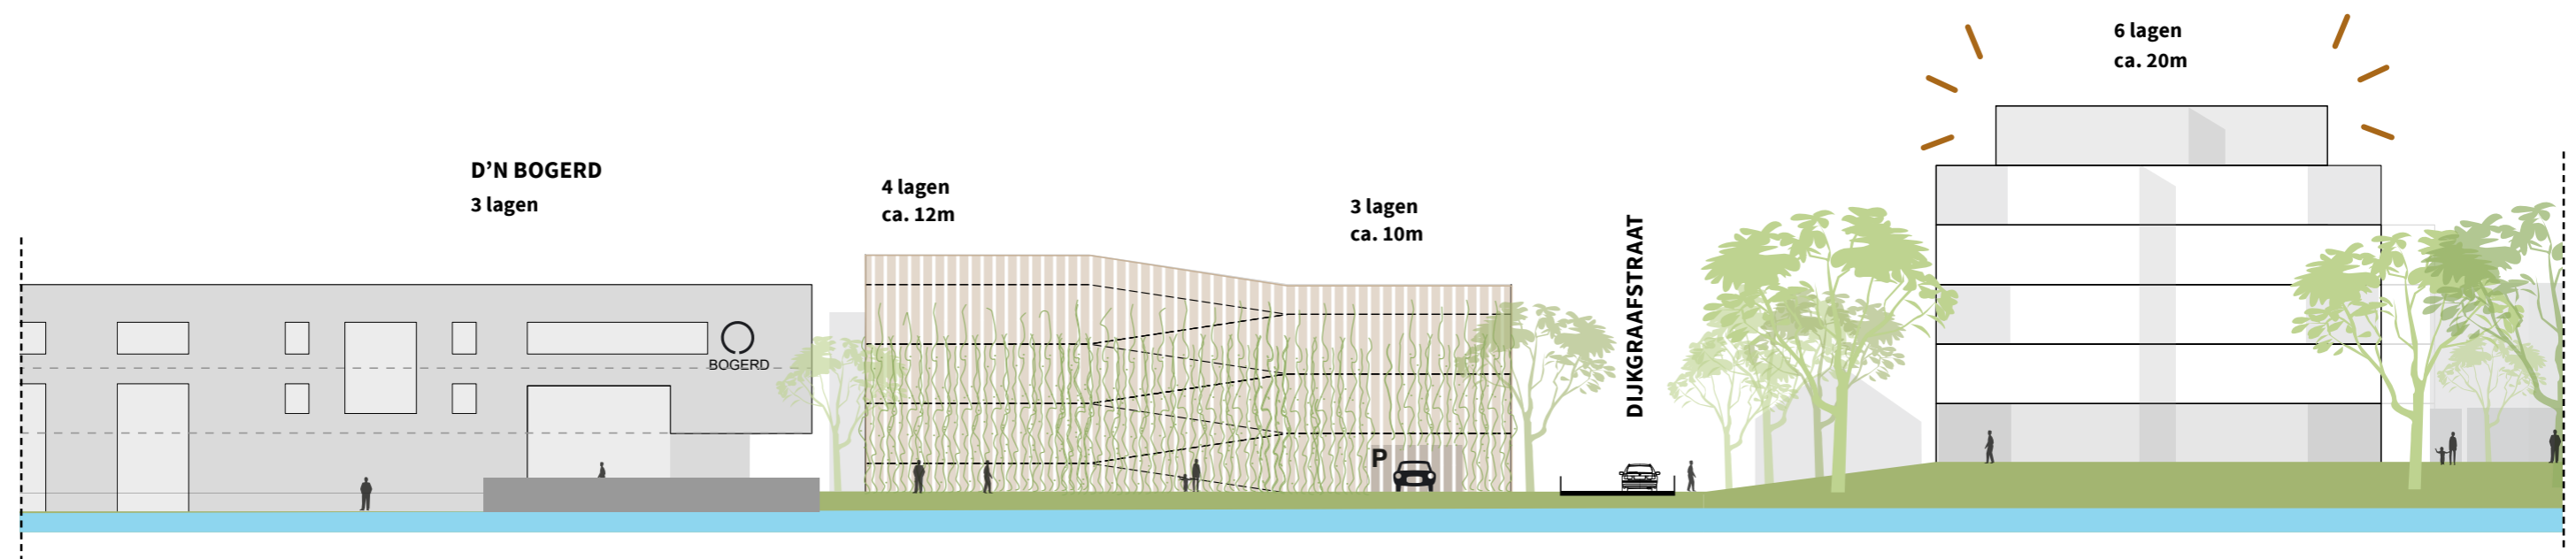 D’N BOGERD
3 lagen
4 lagen
ca. 12m
3 lagen
ca. 10m
DIJKGRAAFSTRAAT
6 lagen
ca. 20m
BOGERD
P